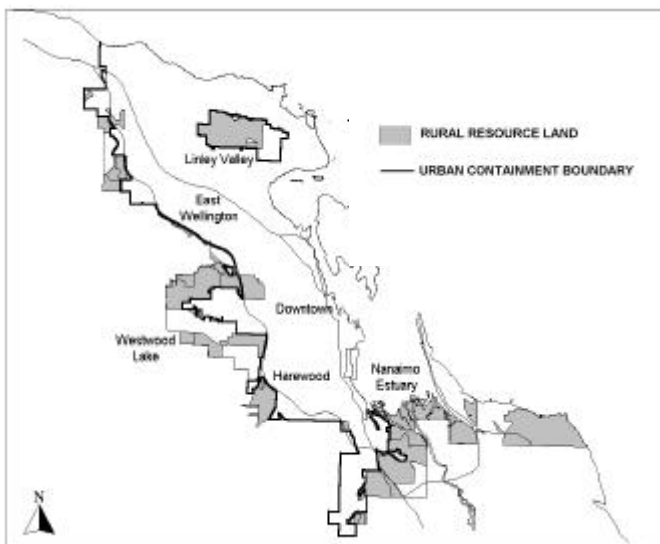 Linley Valley
RURAL RESOURCE LAND
URBAN CONTAINMENT BOUNDARY
East
Wellington
Downtown
Westwood
Lake
Harewood
Nanaimo
Estuary
N